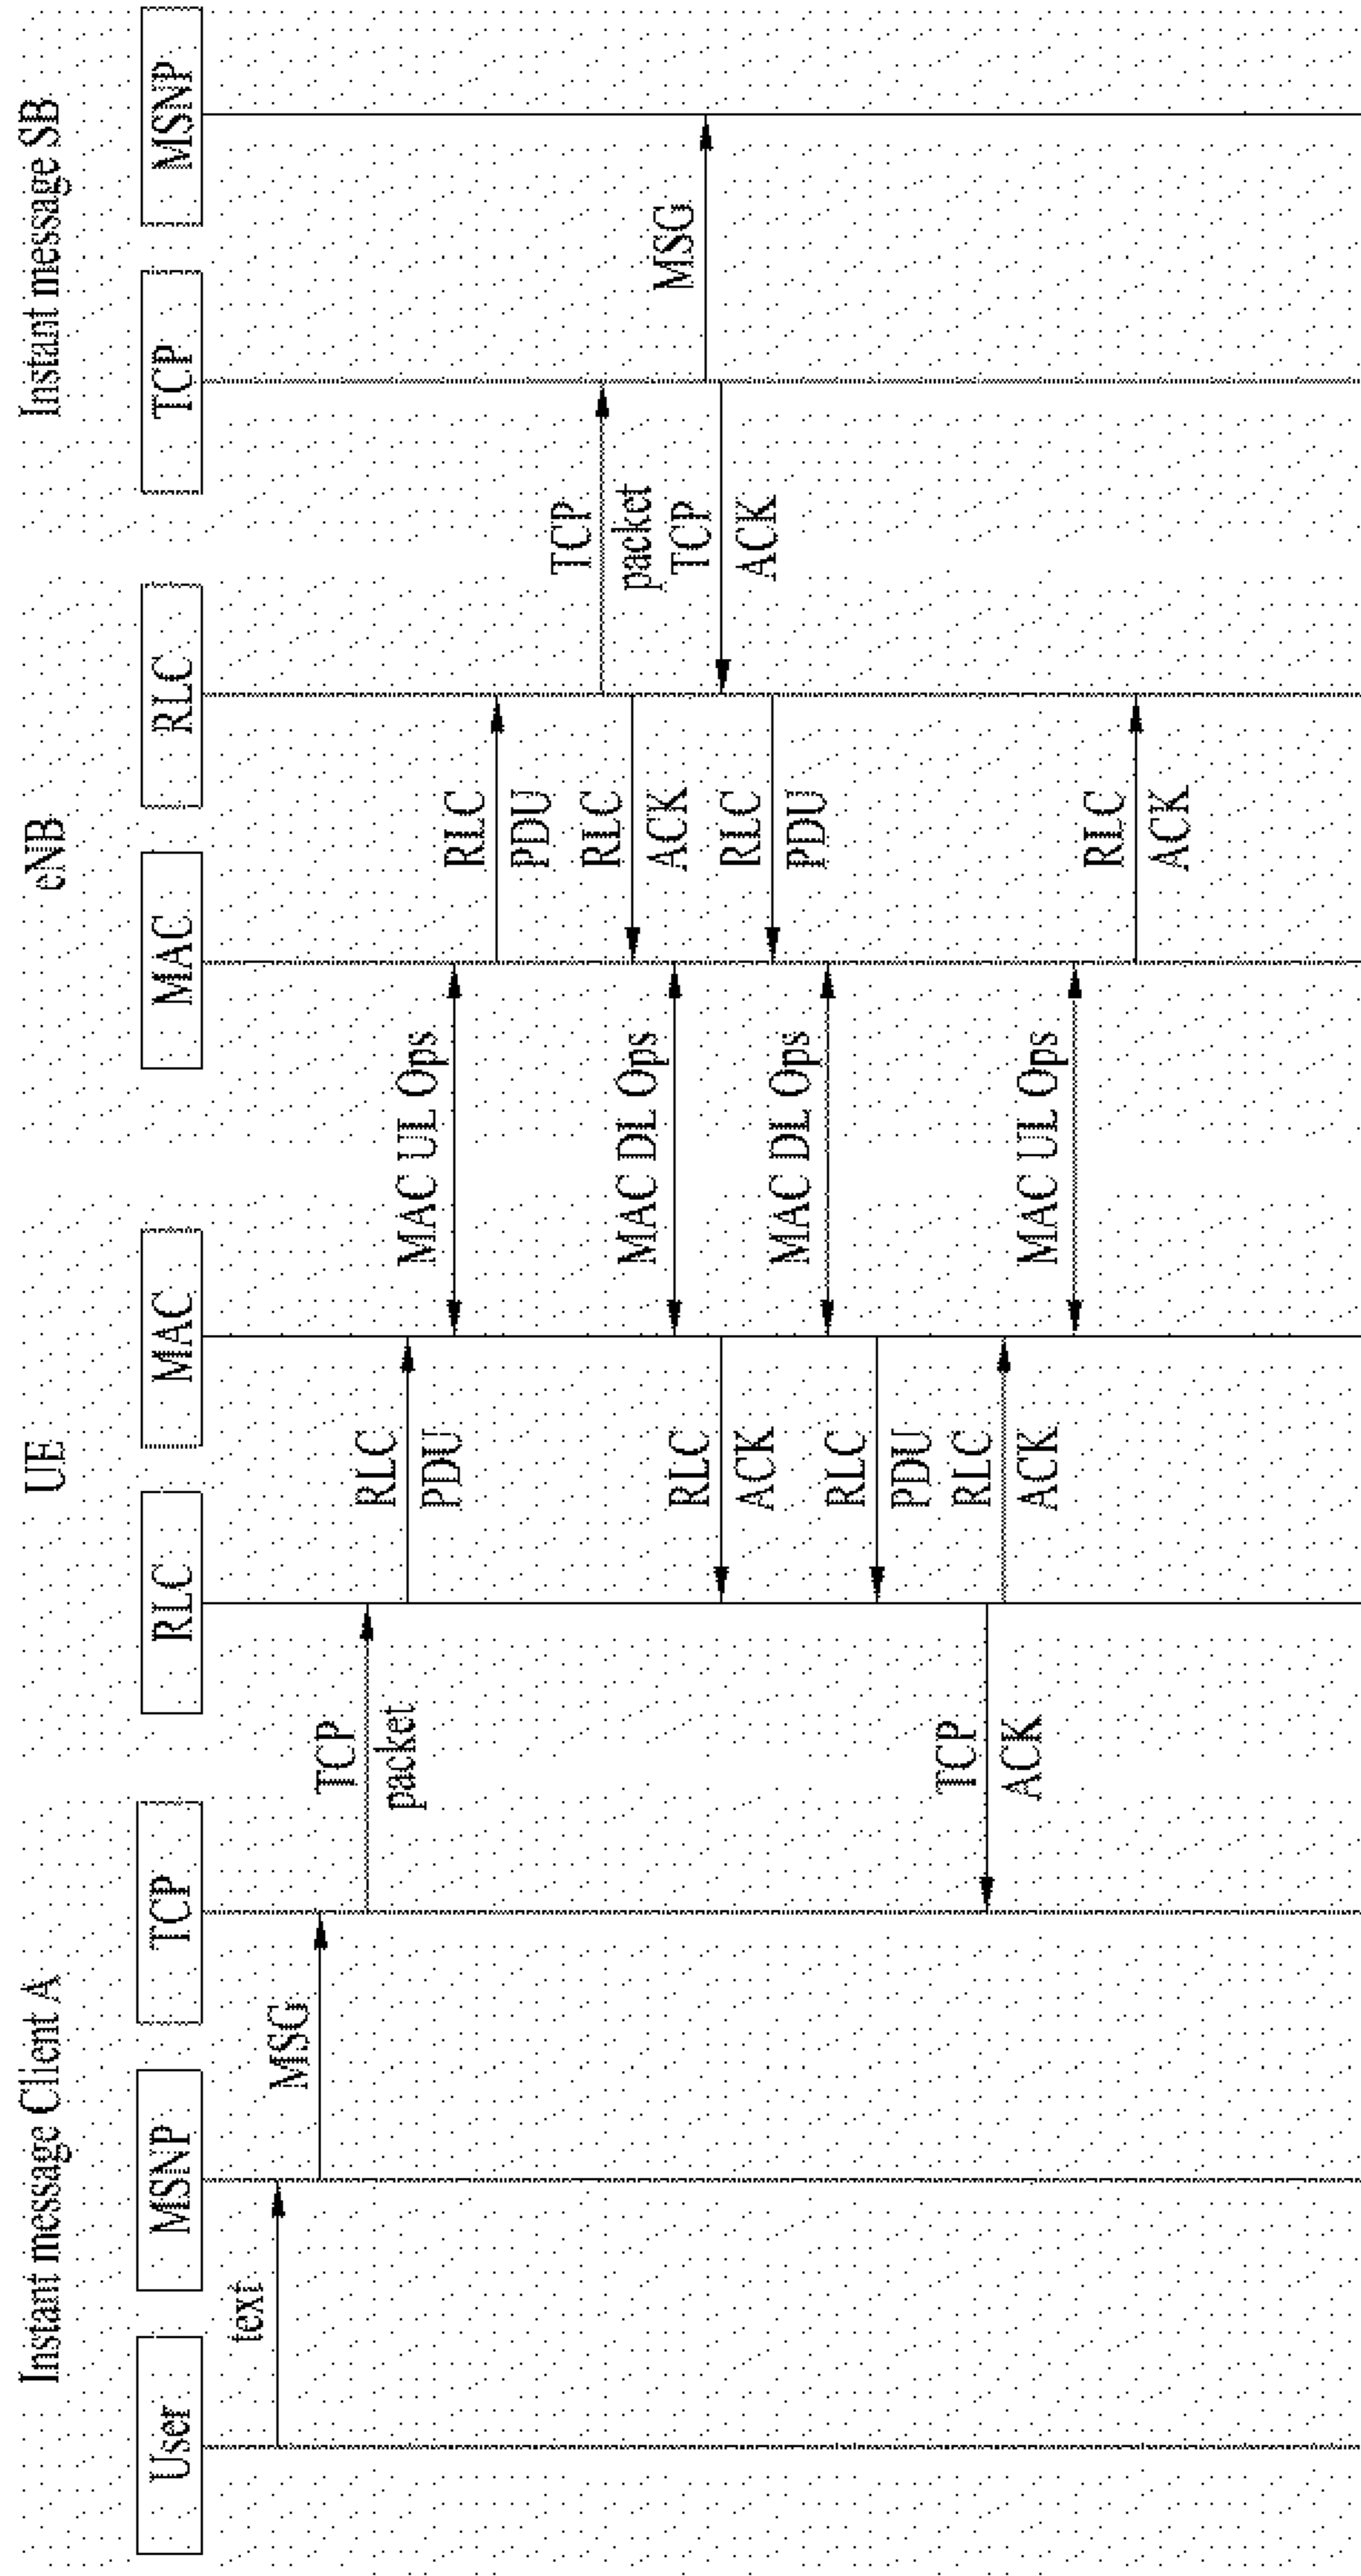 Instant message Client A
UE
eNB
Instant message SB
User
MSNP
TCP
RLC
MAC
MAC
RLC
TCP
MSNP
text
MSG
TCP
packet
RLC
PDU
MAC UL Ops
RLC
PDU
TCP
packet
RLC
ACK
MAC DL Ops
MSG
TCP
ACK
RLC
ACK
RLC
PDU
MAC DL Ops
RLC
PDU
TCP
ACK
RLC
ACK
MAC UL Ops
RLC
ACK